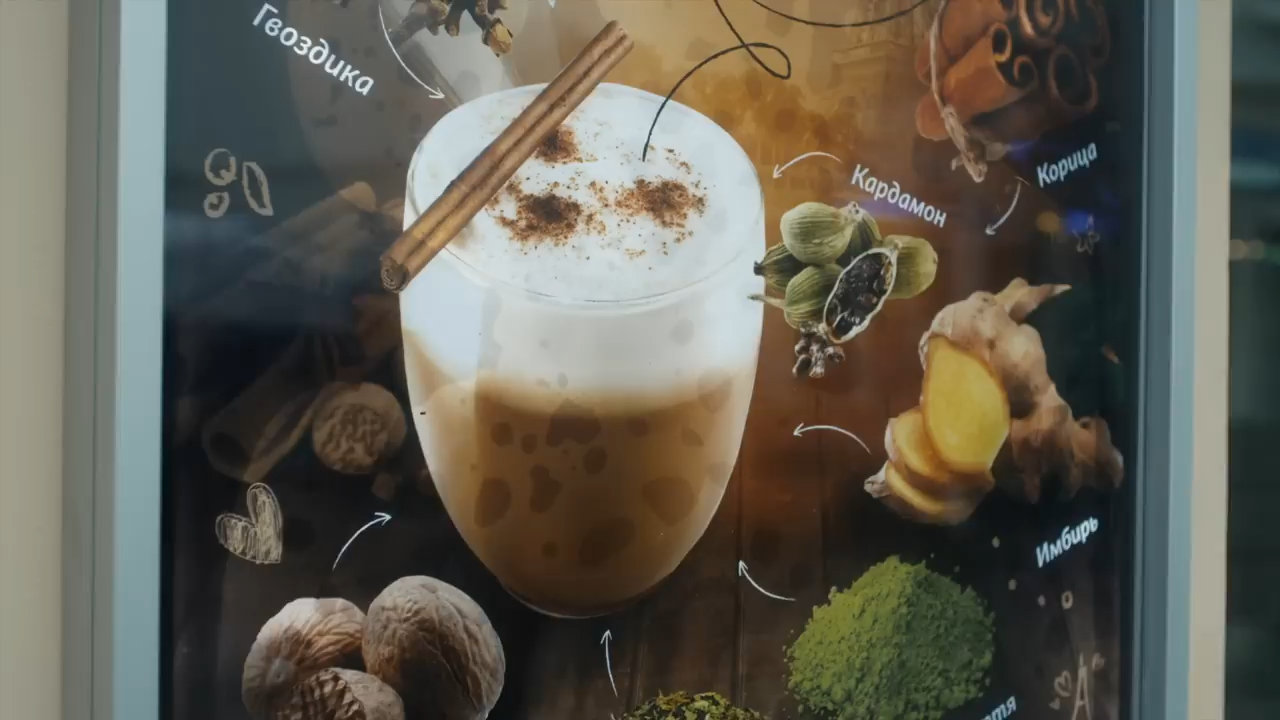 Гвоздика
Корица
Кардамон
Имбирь